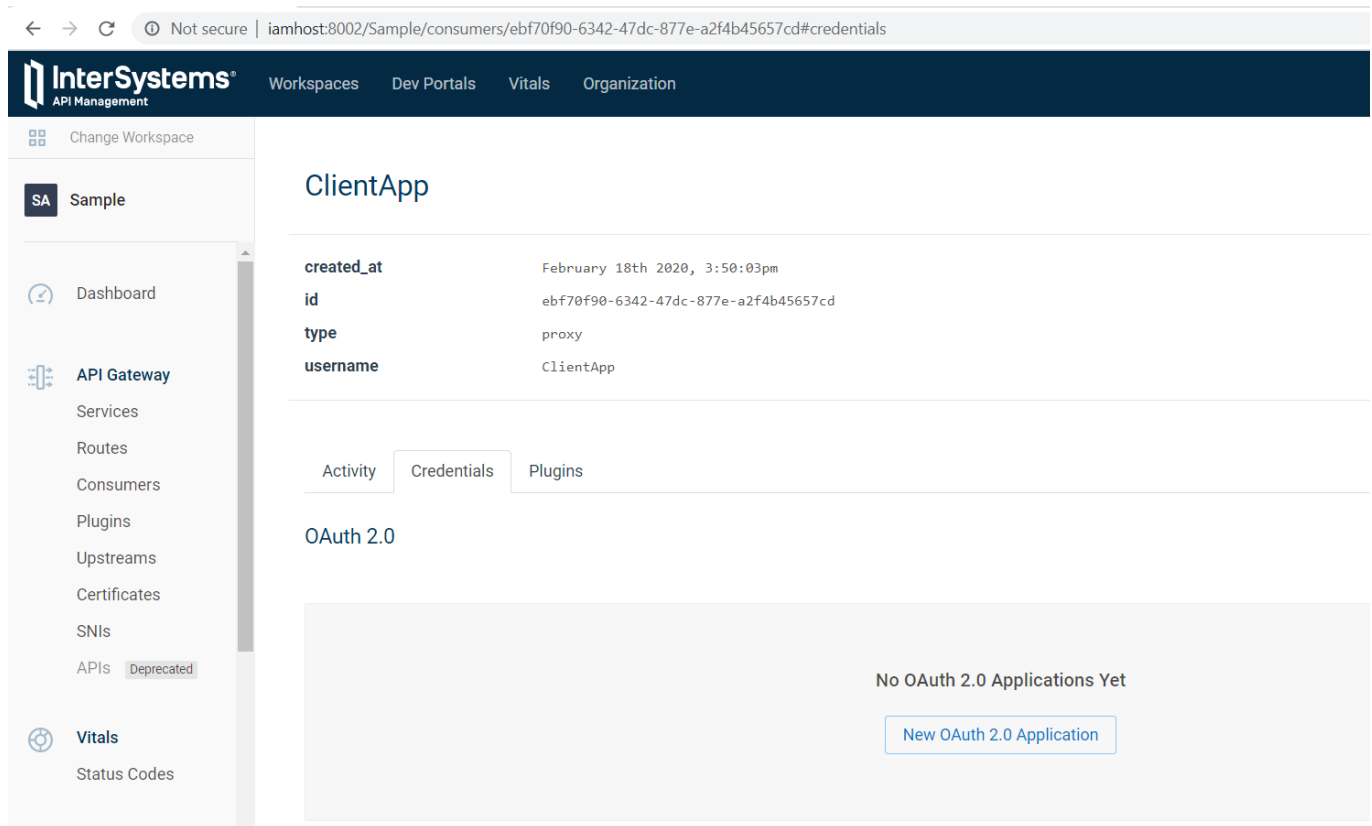 Not secure | iamhost:8002/Sample/consumers/ebf70f90-6342-47dc-877e-a2f4b45657cd#credentials
InterSystems®
API Management
Workspaces Dev Portals Vitals Organization
Change Workspace
SA Sample
Dashboard
API Gateway
Services
Routes
Consumers
Plugins
Upstreams
Certificates
SNIs
APIs Deprecated
Vitals
Status Codes
ClientApp
created_at February 18th 2020, 3:50:03pm
id ebf70f90-6342-47dc-877e-a2f4b45657cd
type proxy
username ClientApp
Activity Credentials Plugins
OAuth 2.0
No OAuth 2.0 Applications Yet
New OAuth 2.0 Application